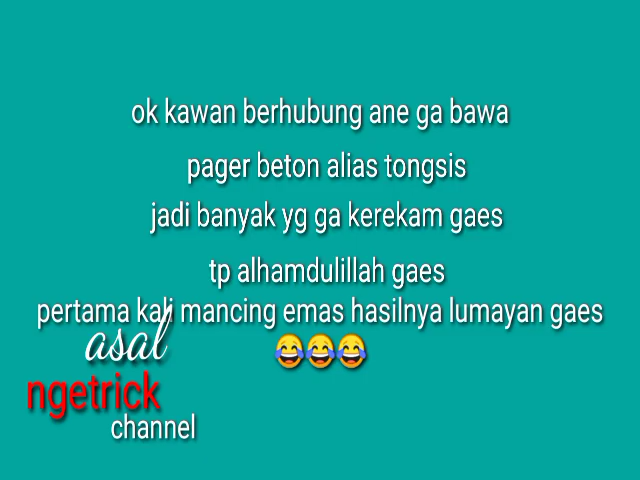 ok kawan berhubung ane ga bawa
pager beton alias tongsis
jadi banyak yg ga kerekam gaes
tp alhamdulillah gaes
pertama kali mancing emas hasilnya lumayan gaes
😂😂😂
asal
ngetrick
channel